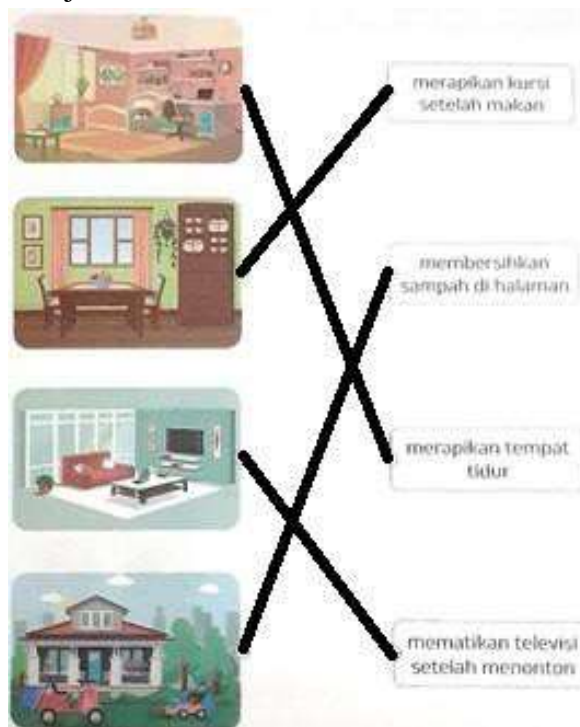 merapikan kursi
setelah makan
membersihkan
sampah di halaman
merapikan tempat
tidur
mematikan televisi
setelah menonton